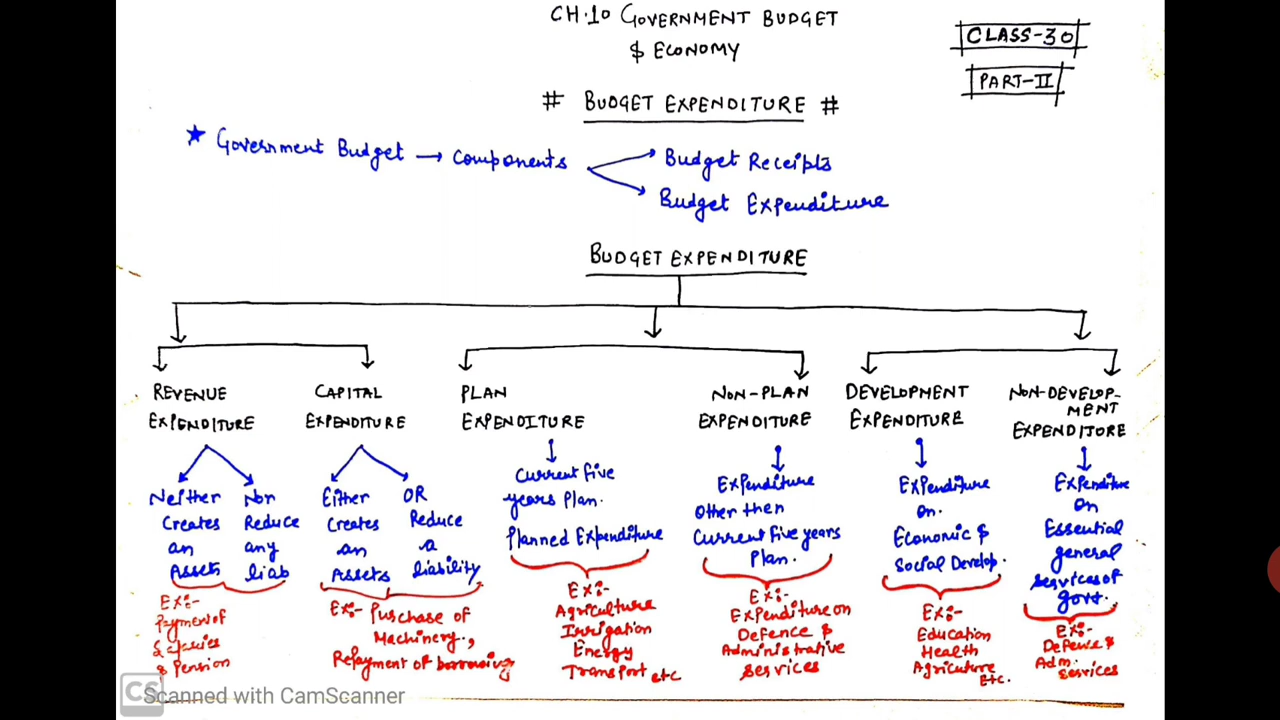 CH.10 GOVERNMENT BUDGET
& ECONOMY
CLASS-30
PART-II
# BUDGET EXPENDITURE #
★ Government Budget → Components
Budget Receipts
Budget Expenditure
BUDGET EXPENDITURE
REVENUE
EXPENDITURE
Neither
Creates
an
Assets
Nor
Reduce
any
liab
Ex:-
Payment of
Salaries
& Pension
CAPITAL
EXPENDITURE
Either
Creates
an
Assets
OR
Reduce
a
liability
Ex:- Purchase of
Machinery.,
Repayment of borrowing
PLAN
EXPENDITURE
Current five
years Plan.
Planned Expenditure
Ex:-
Agriculture
Irrigation
Energy
Transport etc
NON-PLAN
EXPENDITURE
Expenditure
Other then
Current five years
Plan.
Ex:-
Expenditure on
Defence &
Administrative
services
DEVELOPMENT
EXPENDITURE
Expenditure
on.
Economic &
Social Develop.
Ex:-
Education
Health
Agriculture
Etc.
NON-DEVELOP-
MENT
EXPENDITURE
Expenditure
on
Essential
general
services of
govt.
Ex:-
Defence &
Adm.
services
CS Scanned with CamScanner